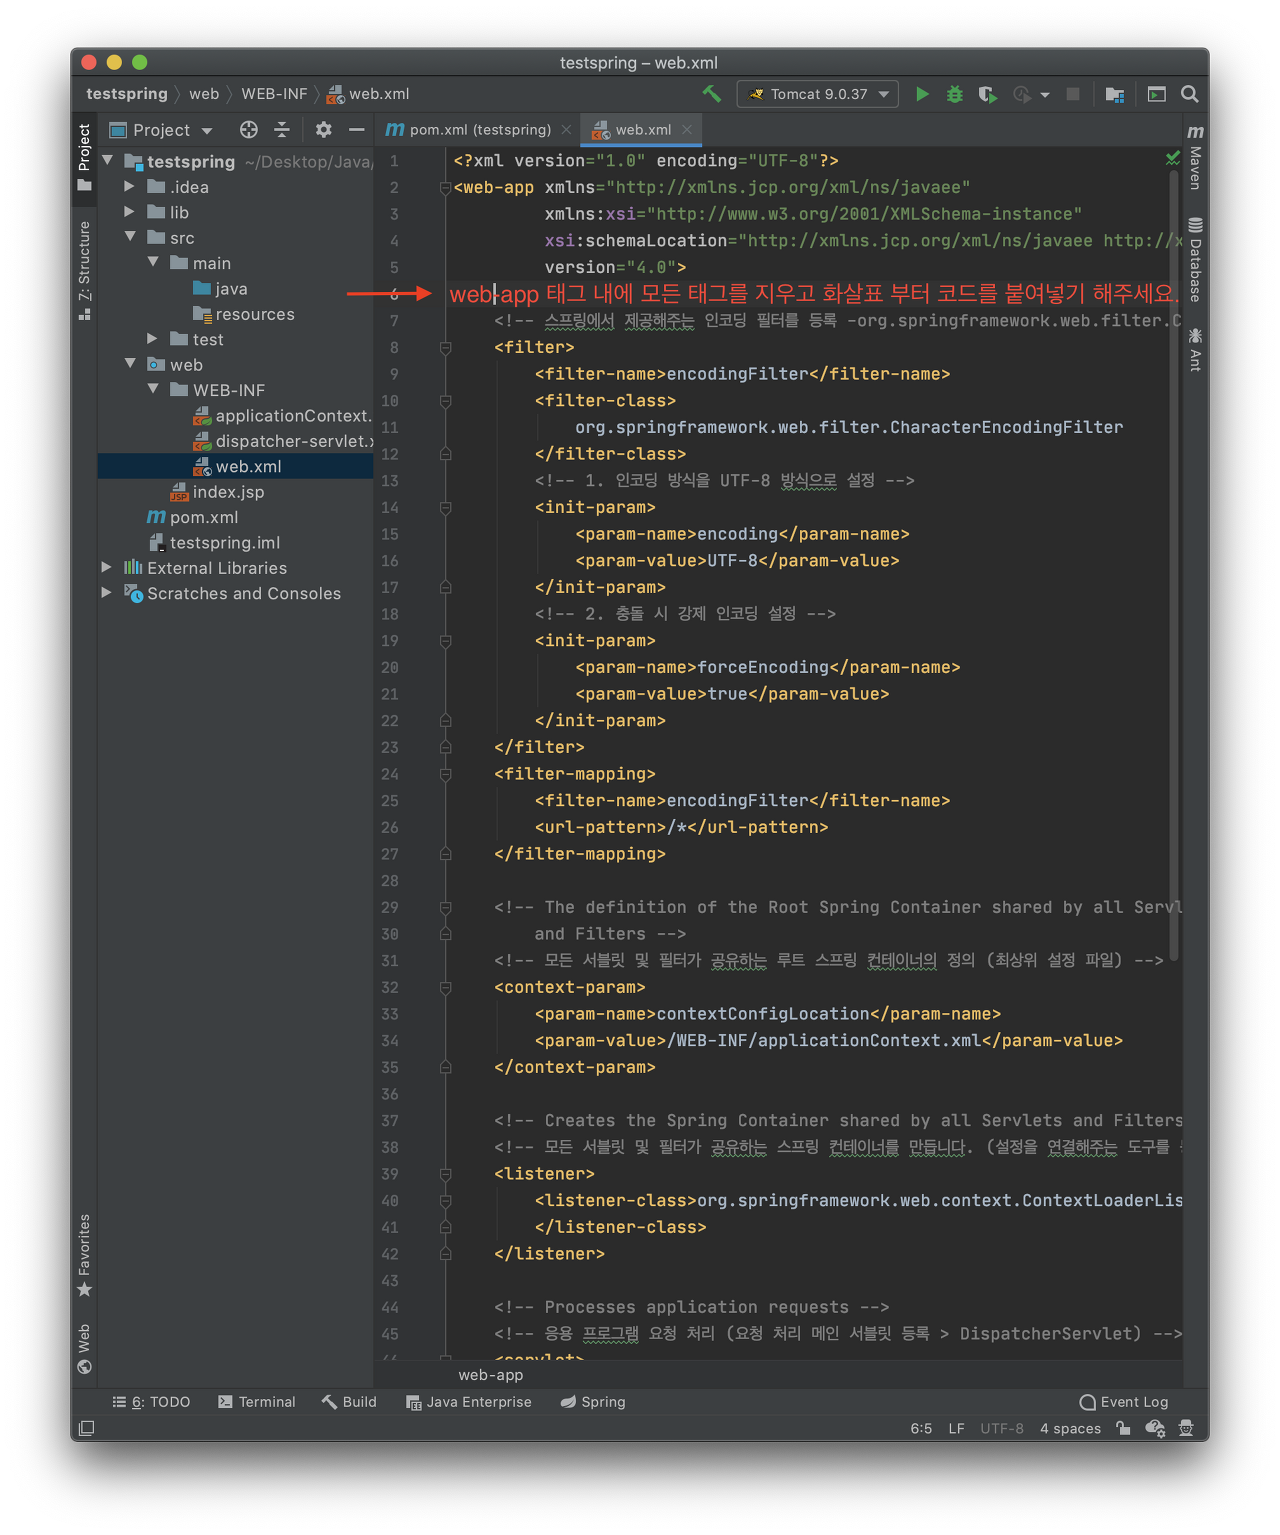 testspring – web.xml
testspring web WEB-INF web.xml Tomcat 9.0.37
Project
pom.xml (testspring) web.xml
Project
Z: Structure
Favorites
Web
Maven
Database
Ant
testspring ~/Desktop/Java/
.idea
lib
src
main
java
resources
test
web
WEB-INF
applicationContext.
dispatcher-servlet.x
web.xml
index.jsp
pom.xml
testspring.iml
External Libraries
Scratches and Consoles
1 <?xml version="1.0" encoding="UTF-8"?>
2 <web-app xmlns="http://xmlns.jcp.org/xml/ns/javaee"
3 xmlns:xsi="http://www.w3.org/2001/XMLSchema-instance"
4 xsi:schemaLocation="http://xmlns.jcp.org/xml/ns/javaee http://x
5 version="4.0">
6 web-app 태그 내에 모든 태그를 지우고 화살표 부터 코드를 붙여넣기 해주세요.
7 <!-- 스프링에서 제공해주는 인코딩 필터를 등록 -org.springframework.web.filter.C
8 <filter>
9 <filter-name>encodingFilter</filter-name>
10 <filter-class>
11 org.springframework.web.filter.CharacterEncodingFilter
12 </filter-class>
13 <!-- 1. 인코딩 방식을 UTF-8 방식으로 설정 -->
14 <init-param>
15 <param-name>encoding</param-name>
16 <param-value>UTF-8</param-value>
17 </init-param>
18 <!-- 2. 충돌 시 강제 인코딩 설정 -->
19 <init-param>
20 <param-name>forceEncoding</param-name>
21 <param-value>true</param-value>
22 </init-param>
23 </filter>
24 <filter-mapping>
25 <filter-name>encodingFilter</filter-name>
26 <url-pattern>/*</url-pattern>
27 </filter-mapping>
28
29 <!-- The definition of the Root Spring Container shared by all Servl
30 and Filters -->
31 <!-- 모든 서블릿 및 필터가 공유하는 루트 스프링 컨테이너의 정의 (최상위 설정 파일) -->
32 <context-param>
33 <param-name>contextConfigLocation</param-name>
34 <param-value>/WEB-INF/applicationContext.xml</param-value>
35 </context-param>
36
37 <!-- Creates the Spring Container shared by all Servlets and Filters
38 <!-- 모든 서블릿 및 필터가 공유하는 스프링 컨테이너를 만듭니다. (설정을 연결해주는 도구를
39 <listener>
40 <listener-class>org.springframework.web.context.ContextLoaderLis
41 </listener-class>
42 </listener>
43
44 <!-- Processes application requests -->
45 <!-- 응용 프로그램 요청 처리 (요청 처리 메인 서블릿 등록 > DispatcherServlet) -->
<servlet>
web-app
6: TODO Terminal Build Java Enterprise Spring Event Log
6:5 LF UTF-8 4 spaces